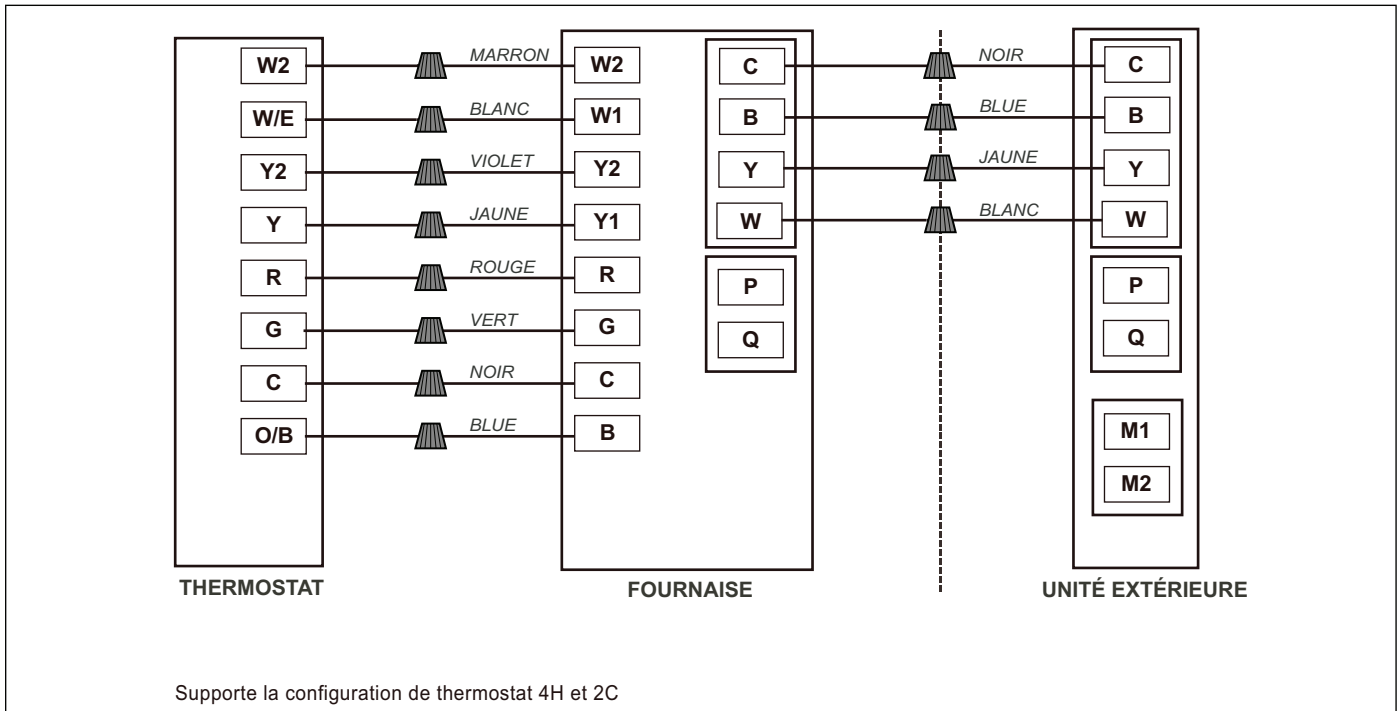 W2 MARRON W2 C NOIR C
W/E BLANC W1 B BLUE B
Y2 VIOLET Y2 Y JAUNE Y
Y JAUNE Y1 W BLANC W
R ROUGE R P P
G VERT G Q Q
C NOIR C
O/B BLUE B M1
M2
THERMOSTAT FOURNAISE UNITÉ EXTÉRIEURE
Supporte la configuration de thermostat 4H et 2C